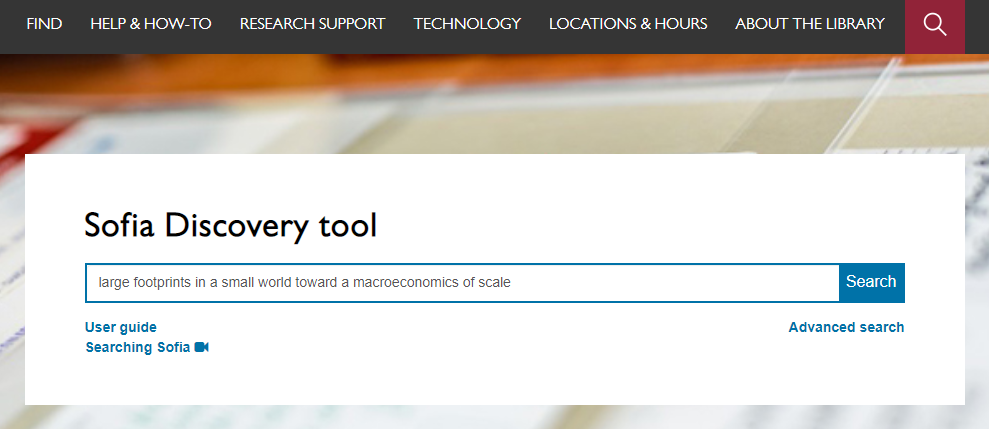 FIND HELP & HOW-TO RESEARCH SUPPORT TECHNOLOGY LOCATIONS & HOURS ABOUT THE LIBRARY
Sofia Discovery tool
large footprints in a small world toward a macroeconomics of scale Search
User guide Advanced search
Searching Sofia